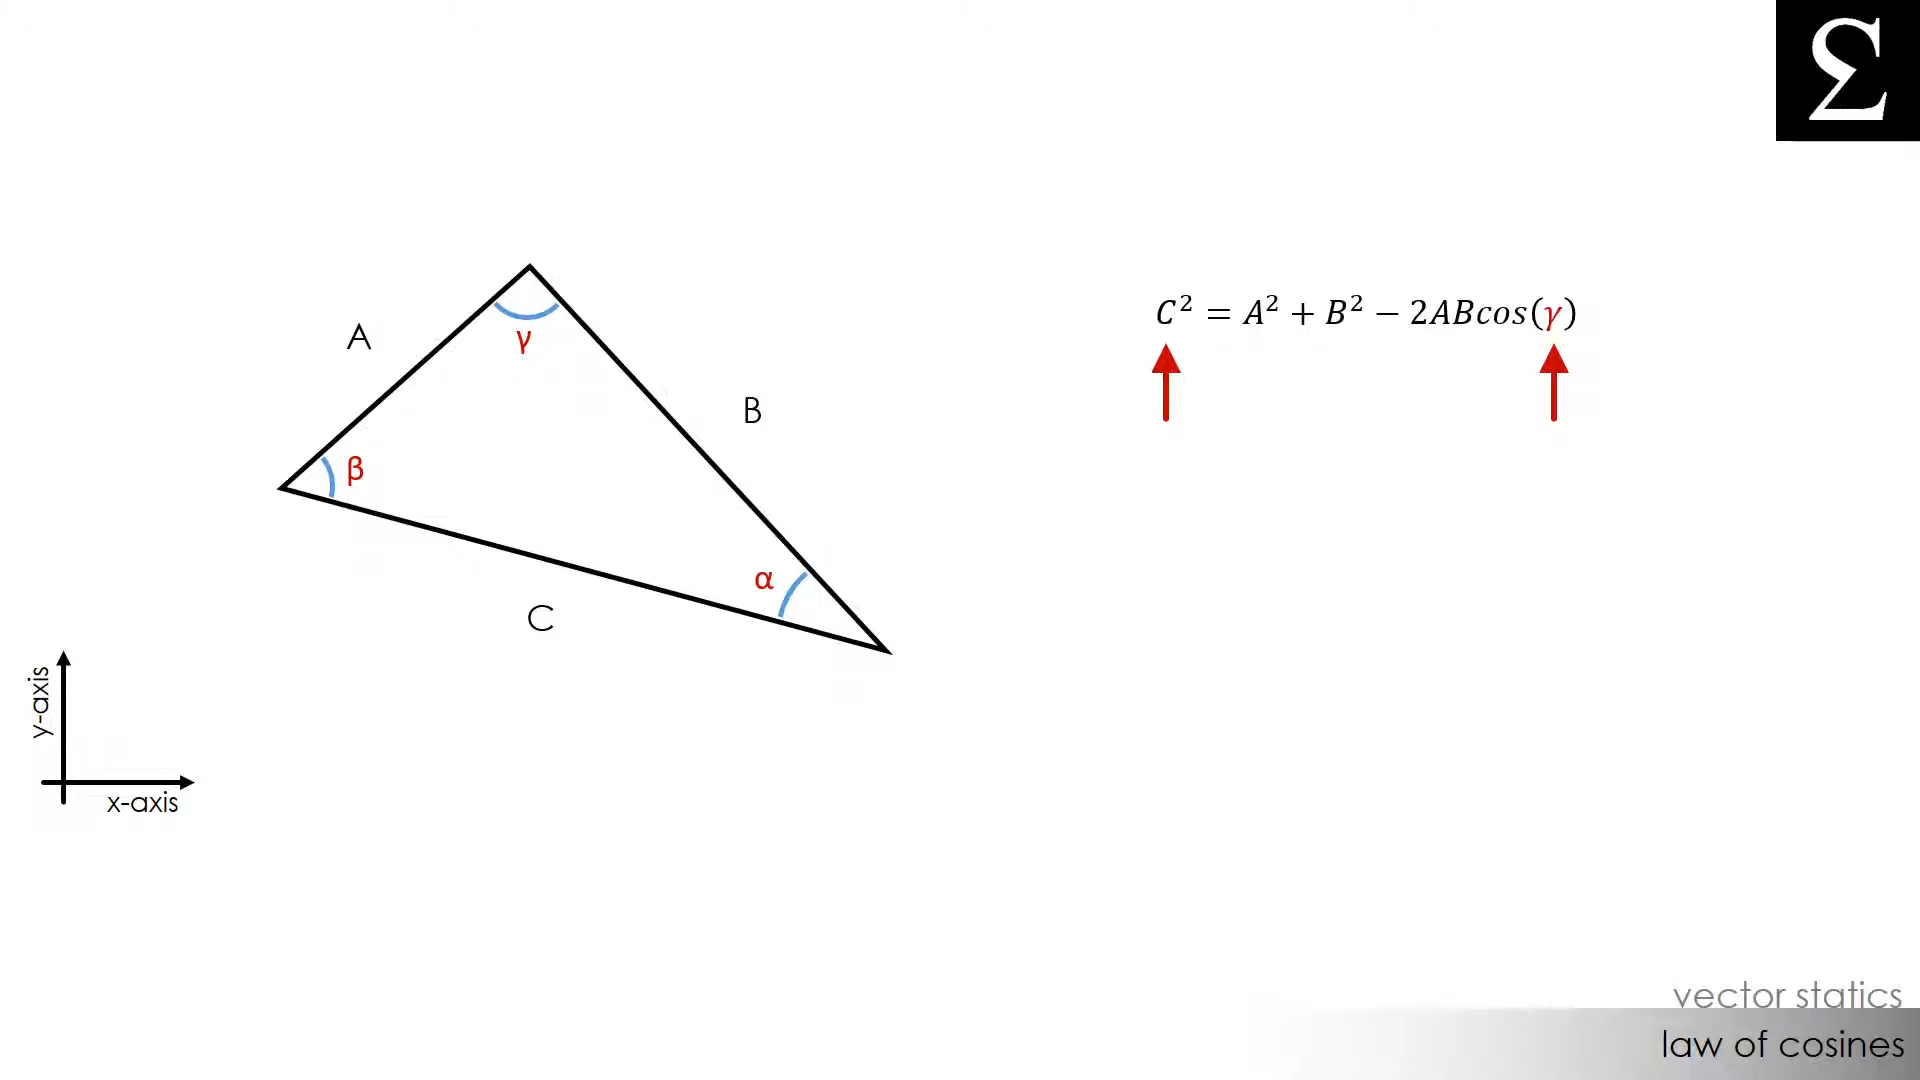 Σ
C² = A² + B² − 2ABcos(γ)
A
γ
B
β
α
C
y-axis
x-axis
vector statics
law of cosines